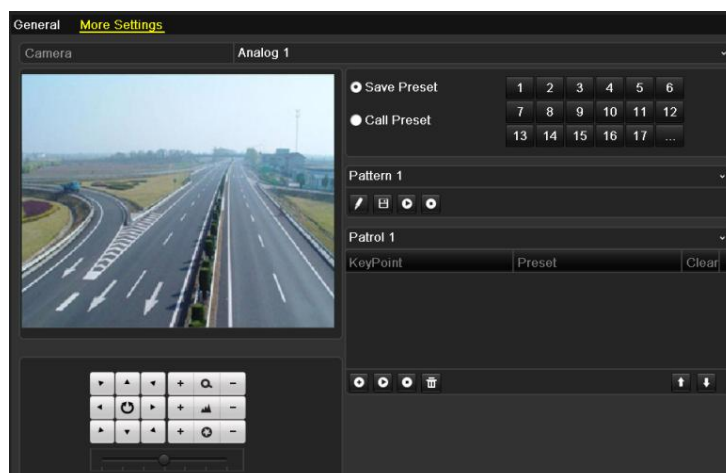 General More Settings
Camera Analog 1
Save Preset
Call Preset
1 2 3 4 5 6
7 8 9 10 11 12
13 14 15 16 17 ...
Pattern 1
Patrol 1
KeyPoint Preset Clear
+ -
+ -
+ -